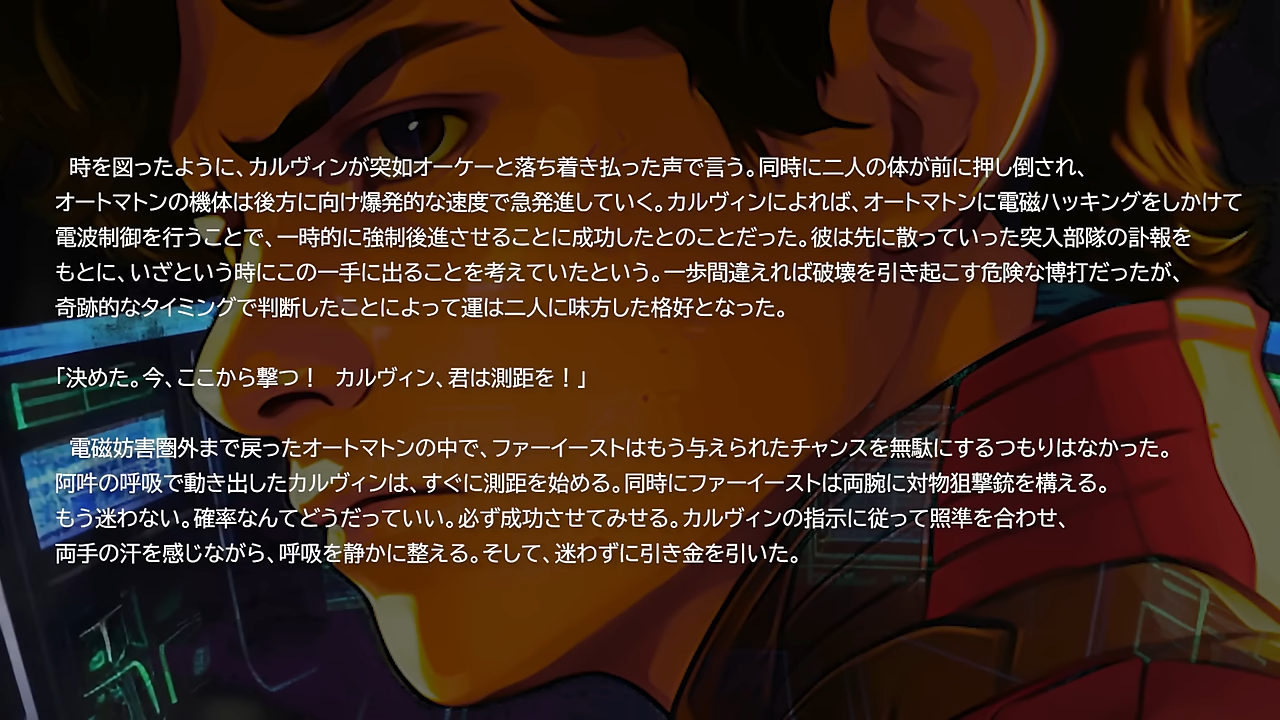 時を図ったように、カルヴィンが突如オーケーと落ち着き払った声で言う。同時に二人の体が前に押し倒され、
オートマトンの機体は後方に向け爆発的な速度で急発進していく。カルヴィンによれば、オートマトンに電磁ハッキングをしかけて
電波制御を行うことで、一時的に強制後進させることに成功したとのことだった。彼は先に散っていった突入部隊の訃報を
もとに、いざという時にこの一手に出ることを考えていたという。一歩間違えれば破壊を引き起こす危険な博打だったが、
奇跡的なタイミングで判断したことによって運は二人に味方した格好となった。
「決めた。今、ここから撃つ！　カルヴィン、君は測距を！」
電磁妨害圏外まで戻ったオートマトンの中で、ファーイーストはもう与えられたチャンスを無駄にするつもりはなかった。
阿吽の呼吸で動き出したカルヴィンは、すぐに測距を始める。同時にファーイーストは両腕に対物狙撃銃を構える。
もう迷わない。確率なんてどうだっていい。必ず成功させてみせる。カルヴィンの指示に従って照準を合わせ、
両手の汗を感じながら、呼吸を静かに整える。そして、迷わずに引き金を引いた。